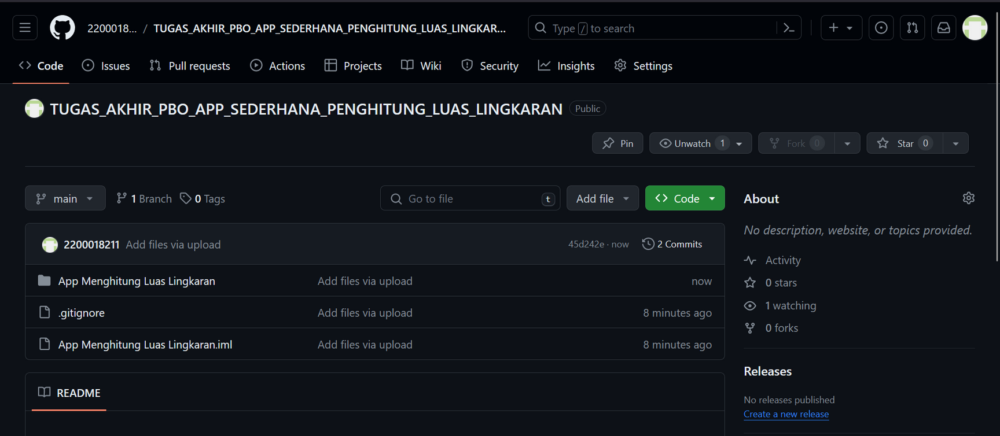 2200018... / TUGAS_AKHIR_PBO_APP_SEDERHANA_PENGHITUNG_LUAS_LINGKAR... Type / to search
Code Issues Pull requests Actions Projects Wiki Security Insights Settings
TUGAS_AKHIR_PBO_APP_SEDERHANA_PENGHITUNG_LUAS_LINGKARAN Public
Pin Unwatch 1 Fork 0 Star 0
main 1 Branch 0 Tags Go to file t Add file Code
2200018211 Add files via upload 45d242e · now 2 Commits
App Menghitung Luas Lingkaran Add files via upload now
.gitignore Add files via upload 8 minutes ago
App Menghitung Luas Lingkaran.iml Add files via upload 8 minutes ago
README
About
No description, website, or topics provided.
Activity
0 stars
1 watching
0 forks
Releases
No releases published
Create a new release